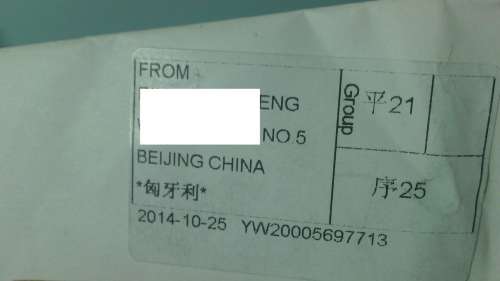 FROM
ENG
NO 5
BEIJING CHINA
*匈牙利*
2014-10-25 YW20005697713
Group
平21
序25